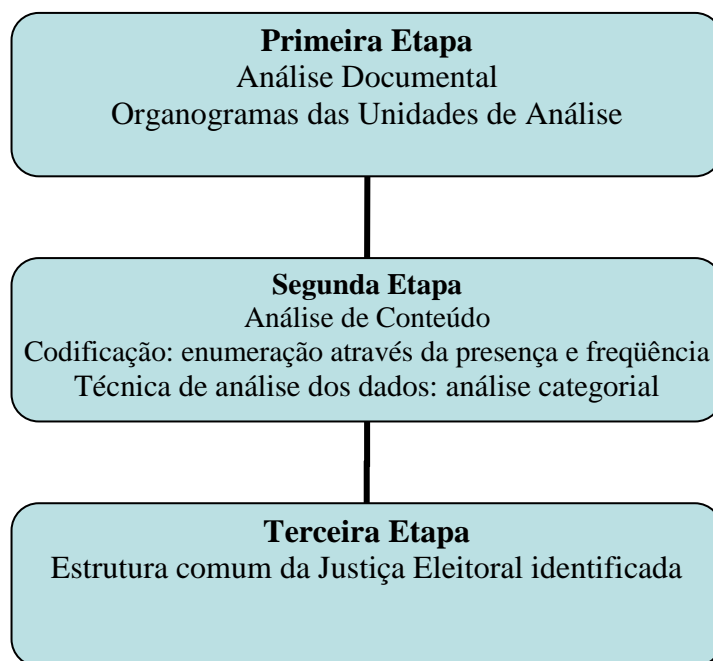 Primeira Etapa
Análise Documental
Organogramas das Unidades de Análise
Segunda Etapa
Análise de Conteúdo
Codificação: enumeração através da presença e freqüência
Técnica de análise dos dados: análise categorial
Terceira Etapa
Estrutura comum da Justiça Eleitoral identificada